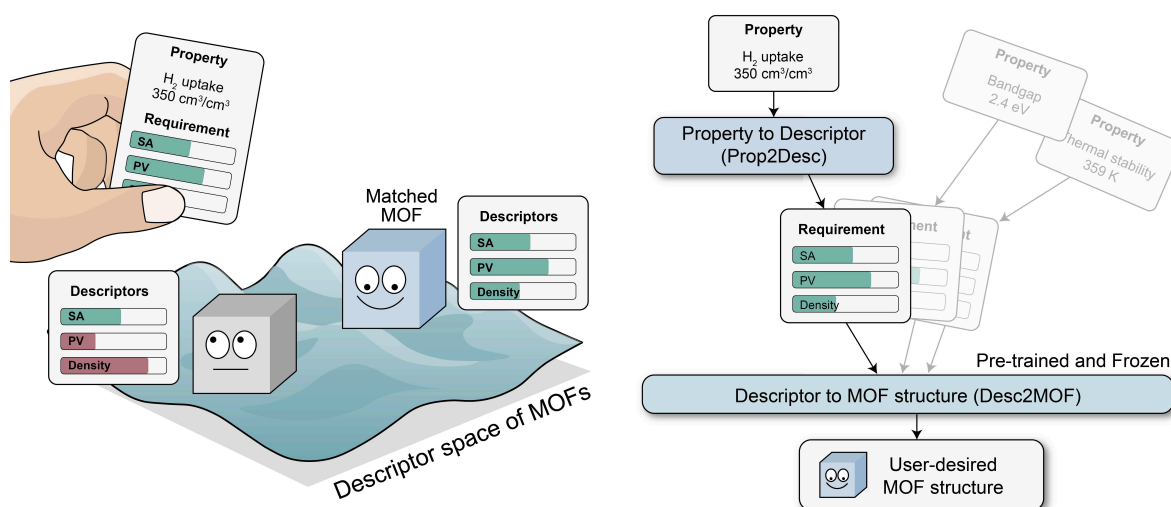 Property
H₂ uptake
350 cm³/cm³
Requirement
SA
PV
Matched
MOF
Descriptors
SA
PV
Density
Descriptors
SA
PV
Density
Descriptor space of MOFs
Property
H₂ uptake
350 cm³/cm³
Property to Descriptor
(Prop2Desc)
Property
Bandgap
2.4 eV
Property
Thermal stability
359 K
Requirement
SA
PV
Density
Pre-trained and Frozen
Descriptor to MOF structure (Desc2MOF)
User-desired
MOF structure